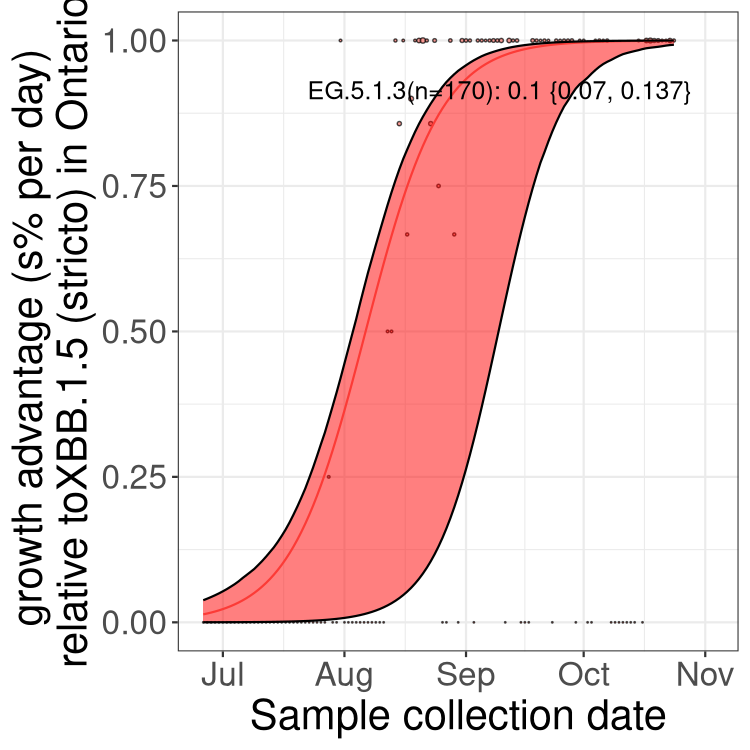 growth advantage (s% per day)
relative toXBB.1.5 (stricto) in Ontario
1.00
0.75
0.50
0.25
0.00
EG.5.1.3(n=170): 0.1 {0.07, 0.137}
Jul Aug Sep Oct Nov
Sample collection date